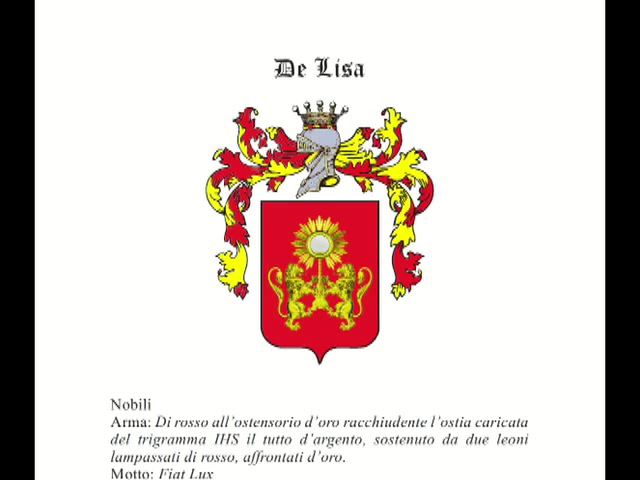 De Lisa
Nobili
Arma: Di rosso all'ostensorio d'oro racchiudente l'ostia caricata
del trigramma IHS il tutto d'argento, sostenuto da due leoni
lampassati di rosso, affrontati d'oro.
Motto: Fiat Lux